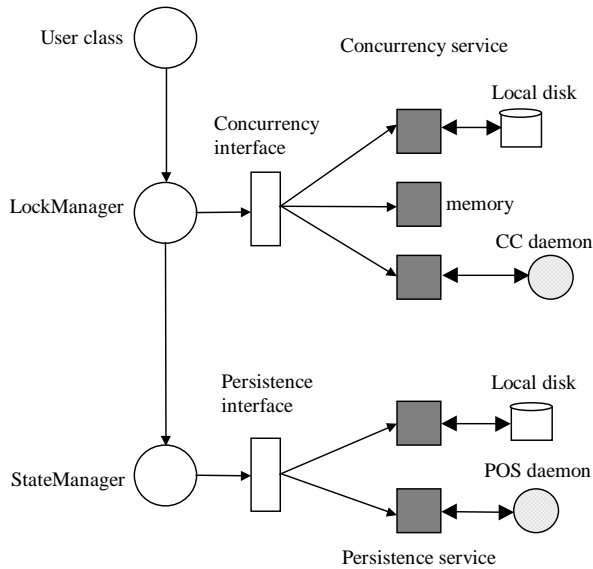 User class
Concurrency service
Local disk
Concurrency
interface
LockManager
memory
CC daemon
Persistence
interface
Local disk
StateManager
POS daemon
Persistence service